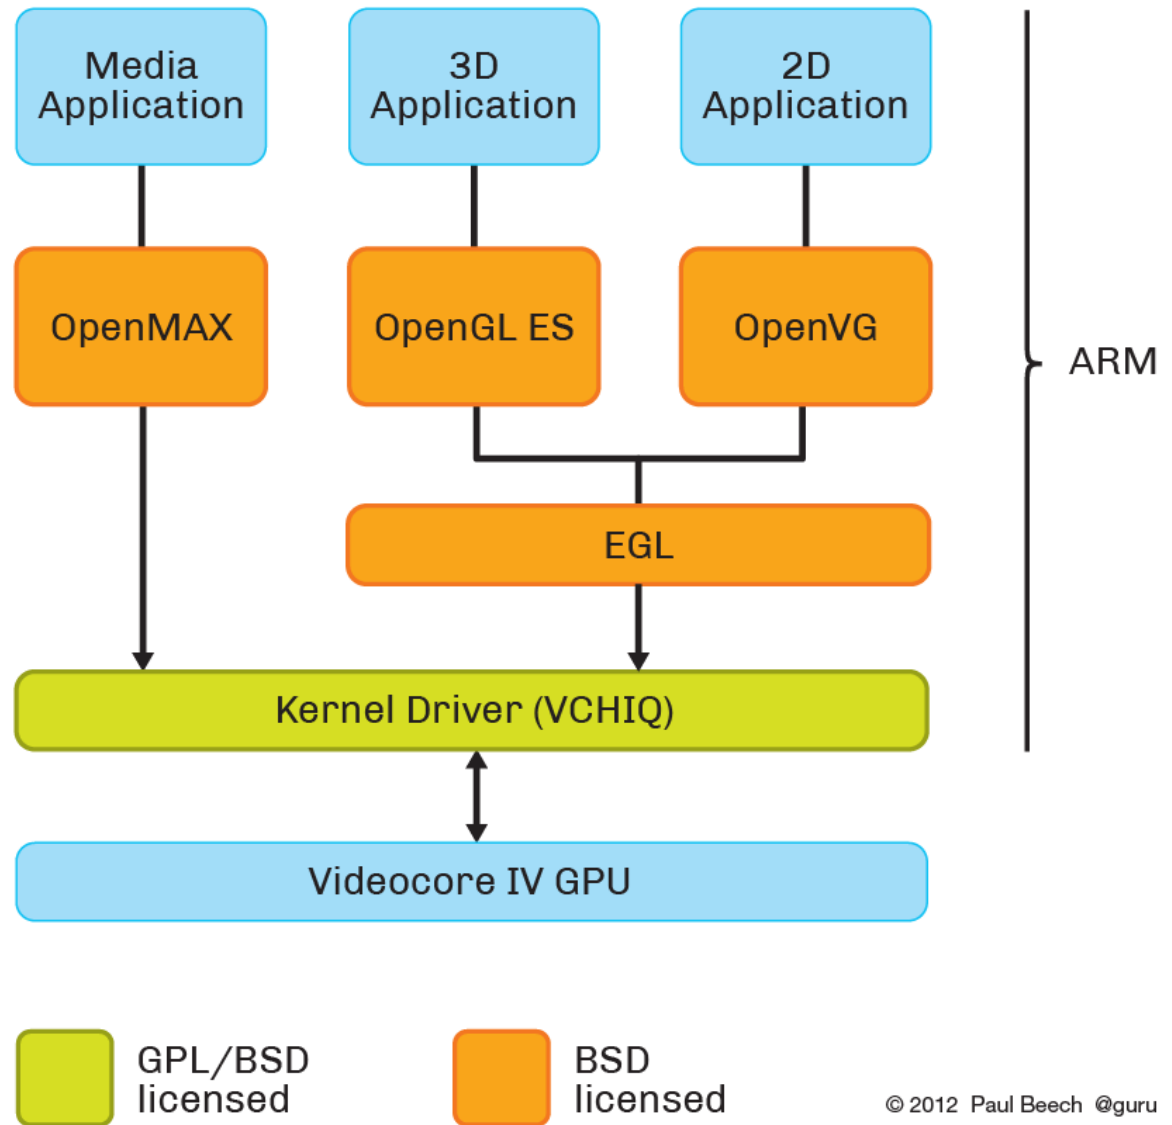 Media
Application
3D
Application
2D
Application
OpenMAX
OpenGL ES
OpenVG
ARM
EGL
Kernel Driver (VCHIQ)
Videocore IV GPU
GPL/BSD
licensed
BSD
licensed
© 2012 Paul Beech @guru